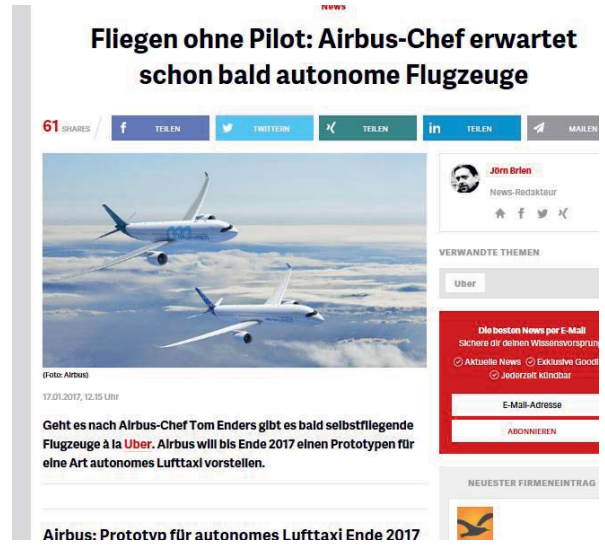 News
Fliegen ohne Pilot: Airbus-Chef erwartet
schon bald autonome Flugzeuge
61 SHARES
f TEILEN
TWITTERN
TEILEN
in TEILEN
MAILEN
(Foto: Airbus)
17.01.2017, 12.15 Uhr
Geht es nach Airbus-Chef Tom Enders gibt es bald selbstfliegende
Flugzeuge à la Uber. Airbus will bis Ende 2017 einen Prototypen für
eine Art autonomes Lufttaxi vorstellen.
Airbus: Prototyp für autonomes Lufttaxi Ende 2017
Jörn Brien
News-Redakteur
VERWANDTE THEMEN
Uber
Die besten News per E-Mail
Sichere dir deinen Wissensvorsprung
Aktuelle News Exklusive Goodi
Jederzeit kündbar
E-Mail-Adresse
ABONNIEREN
NEUESTER FIRMENEINTRAG